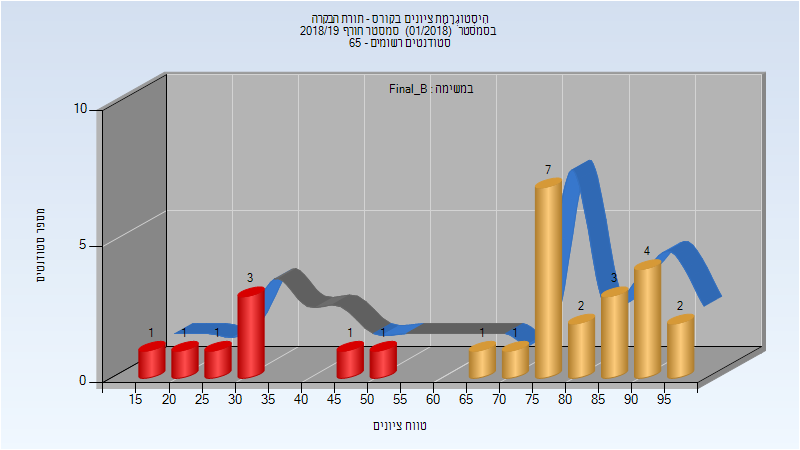 היסטוגרמת ציונים בקורס - תורת הבקרה
בסמסטר (01/2018) סמסטר חורף 2018/19
סטודנטים רשומים - 65
במשימה : Final_B
מספר סטודנטים
10
5
0
1 1 1 3 1 1 1 1 7 2 3 4 2
15 20 25 30 35 40 45 50 55 60 65 70 75 80 85 90 95
טווח ציונים